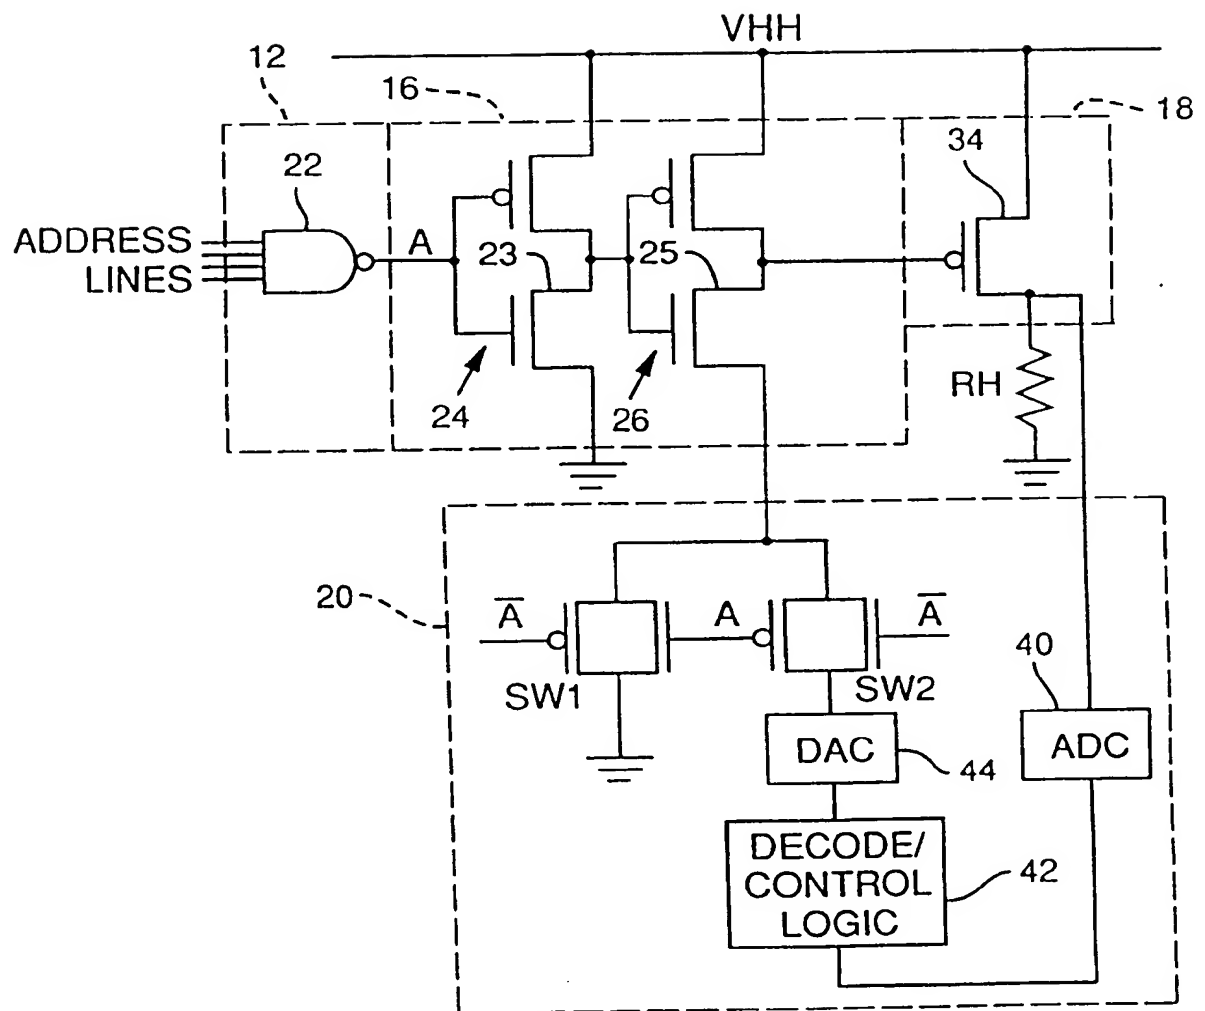 VHH
12
16
18
34
22
ADDRESS
LINES
A
23
25
24
26
RH
20
A̅
A
A̅
SW1
SW2
40
DAC
44
ADC
DECODE/
CONTROL
LOGIC
42